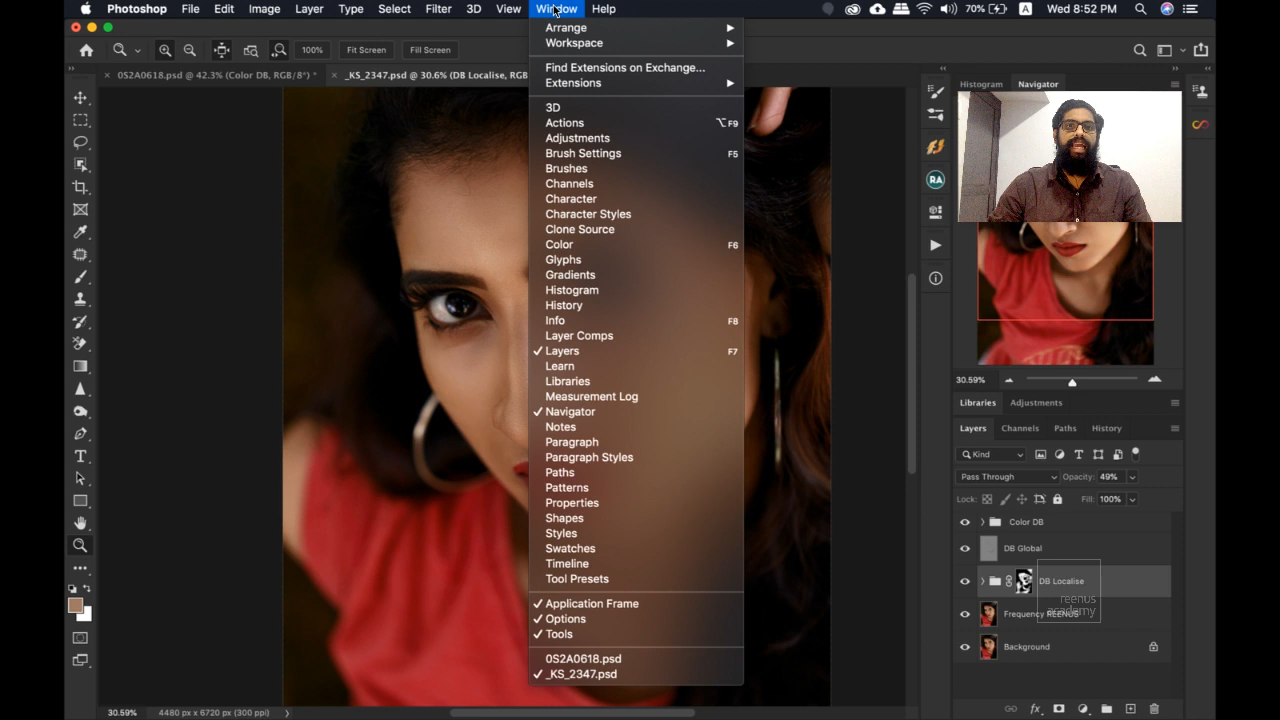 Photoshop File Edit Image Layer Type Select Filter 3D View Window Help 70% A Wed 8:52 PM
100% Fit Screen Fill Screen
0S2A0618.psd @ 42.3% (Color DB, RGB/8*) * _KS_2347.psd @ 30.6% (DB Localise, RGB
Arrange
Workspace
Find Extensions on Exchange...
Extensions
3D
Actions ⌥F9
Adjustments
Brush Settings F5
Brushes
Channels
Character
Character Styles
Clone Source
Color F6
Glyphs
Gradients
Histogram
History
Info F8
Layer Comps
Layers F7
Learn
Libraries
Measurement Log
Navigator
Notes
Paragraph
Paragraph Styles
Paths
Patterns
Properties
Shapes
Styles
Swatches
Timeline
Tool Presets
Application Frame
Options
Tools
0S2A0618.psd
_KS_2347.psd
RA
Histogram Navigator
30.59%
Libraries Adjustments
Layers Channels Paths History
Kind
Pass Through Opacity: 49%
Lock: Fill: 100%
Color DB
DB Global
DB Localise
Frequency REENUS
reenus
academy
Background
fx
30.59% 4480 px x 6720 px (300 ppi)